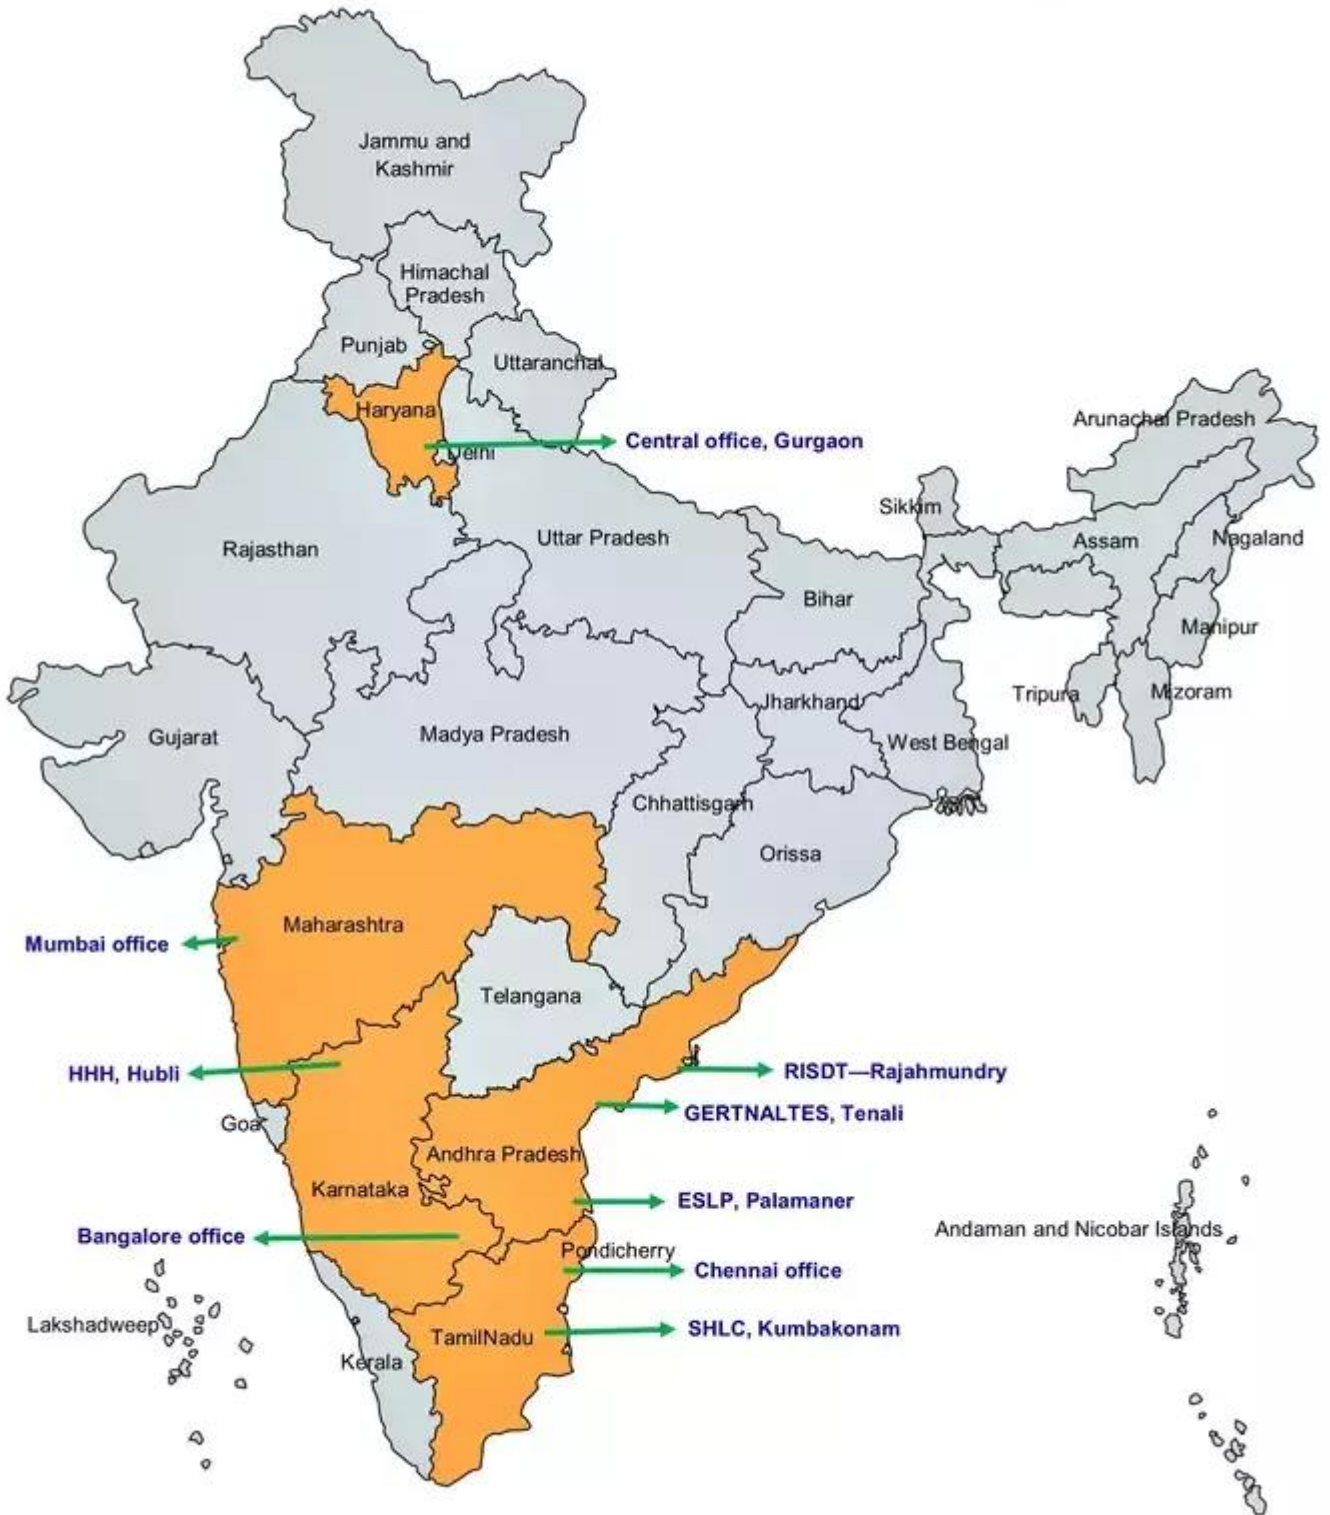 Jammu and
Kashmir
Himachal
Pradesh
Punjab
Uttaranchal
Haryana
Arunachal Pradesh
Central office, Gurgaon
Delhi
Sikkim
Rajasthan
Uttar Pradesh
Assam
Nagaland
Bihar
Manipur
Jharkhand
Tripura
Mizoram
Gujarat
Madya Pradesh
West Bengal
Chhattisgarh
Orissa
Maharashtra
Mumbai office
Telangana
HHH, Hubli
RISDT—Rajahmundry
GERTNALTES, Tenali
Goa
Andhra Pradesh
Karnataka
ESLP, Palamaner
Andaman and Nicobar Islands
Bangalore office
Pondicherry
Chennai office
Lakshadweep
TamilNadu
SHLC, Kumbakonam
Kerala